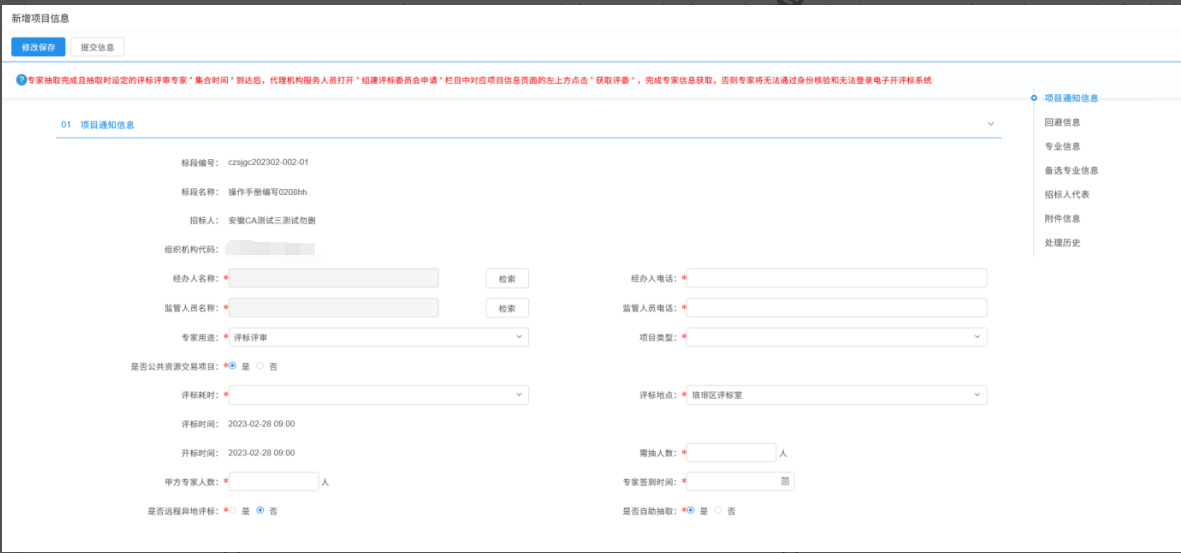 新增项目信息
修改保存 提交信息
?专家抽取完成且抽取时设定的评标评审专家"集合时间"到达后，代理机构服务人员打开"组建评标委员会申请"栏目中对应项目信息页面的左上方点击"获取评委"，完成专家信息获取，否则专家将无法通过身份核验和无法登录电子开评标系统
项目通知信息
回避信息
专业信息
备选专业信息
招标人代表
附件信息
处理历史
01 项目通知信息
标段编号： czsjgc202302-002-01
标段名称： 操作手册编写0208hh
招标人： 安徽CA测试三测试勿删
组织机构代码：
经办人名称：* 检索 经办人电话：*
监管人员名称：* 检索 监管人员电话：*
专家用途：* 评标评审 项目类型：*
是否公共资源交易项目：* 是 否
评标耗时：* 评标地点：* 琅琊区评标室
评标时间： 2023-02-28 09:00
开标时间： 2023-02-28 09:00 需抽人数：* 人
甲方专家人数：* 人 专家签到时间：*
是否远程异地评标：* 是 否 是否自助抽取：* 是 否